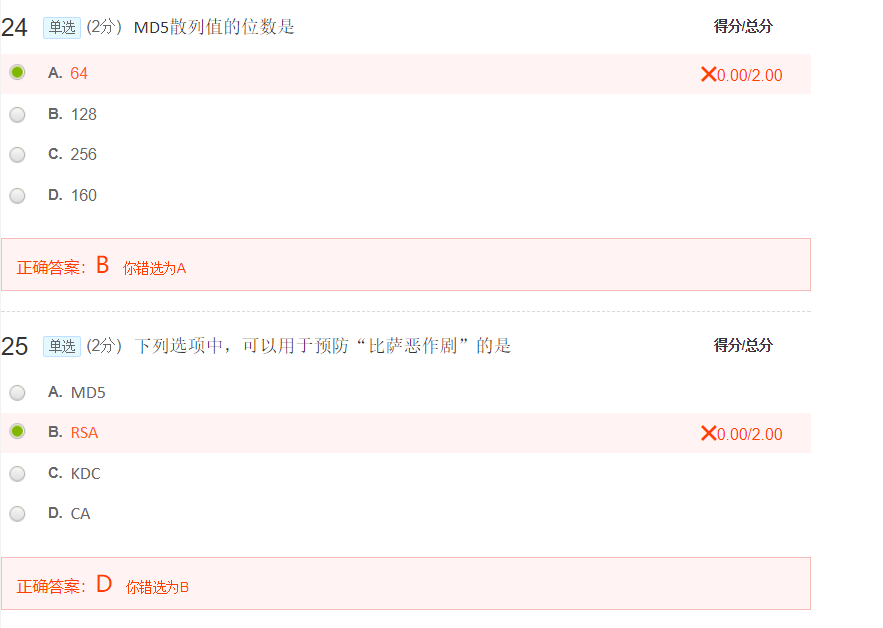 24 单选 (2分) MD5散列值的位数是 得分/总分
A. 64 0.00/2.00
B. 128
C. 256
D. 160
正确答案：B 你错选为A
25 单选 (2分) 下列选项中，可以用于预防“比萨恶作剧”的是 得分/总分
A. MD5
B. RSA 0.00/2.00
C. KDC
D. CA
正确答案：D 你错选为B